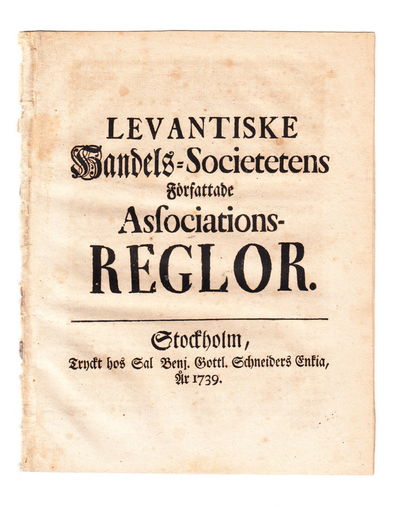 LEVANTISKE
Handels-Societetens
Författade
Aſſociations-
REGLOR.
Stockholm,
Tryckt hos Sal Benj. Gottl. Schneiders Enkia,
År 1739.